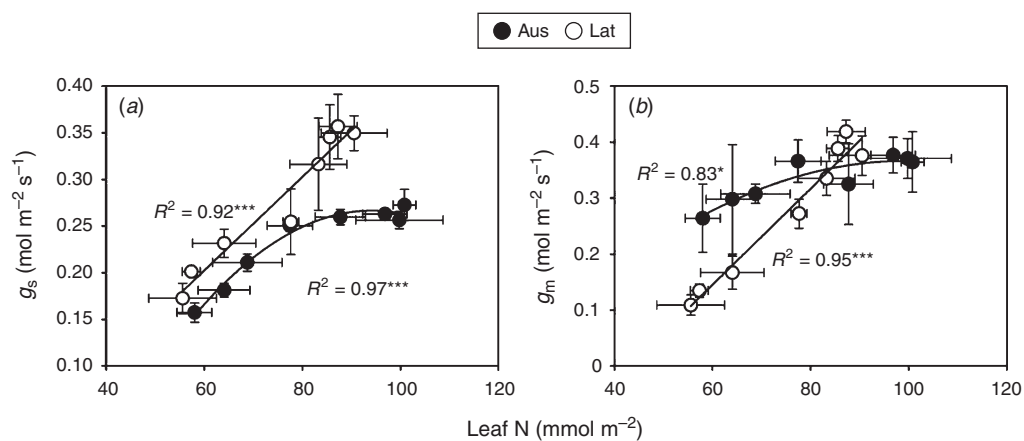 Aus Lat
(a)
0.40
0.35
0.30
0.25
0.20
0.15
0.10
g_s (mol m⁻² s⁻¹)
R² = 0.92***
R² = 0.97***
40 60 80 100 120
(b)
0.5
0.4
0.3
0.2
0.1
0
g_m (mol m⁻² s⁻¹)
R² = 0.83*
R² = 0.95***
40 60 80 100 120
Leaf N (mmol m⁻²)